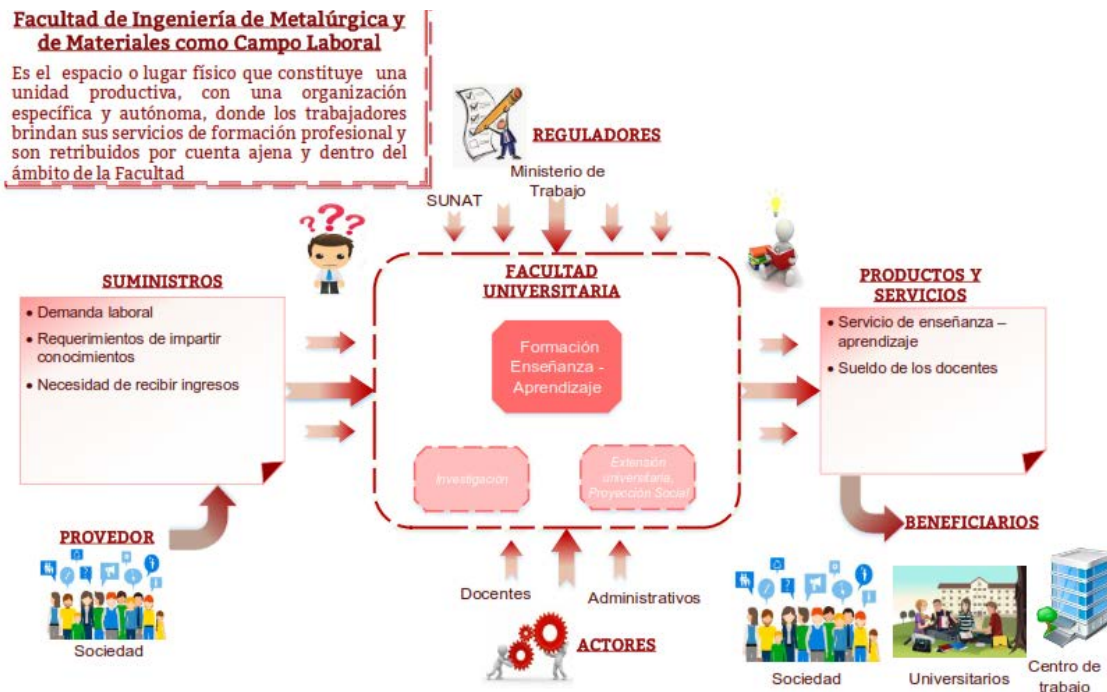 Facultad de Ingeniería de Metalúrgica y
de Materiales como Campo Laboral
Es el espacio o lugar físico que constituye una
unidad productiva, con una organización
específica y autónoma, donde los trabajadores
brindan sus servicios de formación profesional y
son retribuidos por cuenta ajena y dentro del
ámbito de la Facultad
REGULADORES
Ministerio de
Trabajo
SUNAT
SUMINISTROS
• Demanda laboral
• Requerimientos de impartir
conocimientos
• Necesidad de recibir ingresos
FACULTAD
UNIVERSITARIA
Formación
Enseñanza -
Aprendizaje
Investigación
Extensión
universitaria,
Proyección Social
PRODUCTOS Y
SERVICIOS
• Servicio de enseñanza –
aprendizaje
• Sueldo de los docentes
PROVEDOR
Sociedad
Docentes
Administrativos
ACTORES
BENEFICIARIOS
Sociedad
Universitarios
Centro de
trabajo